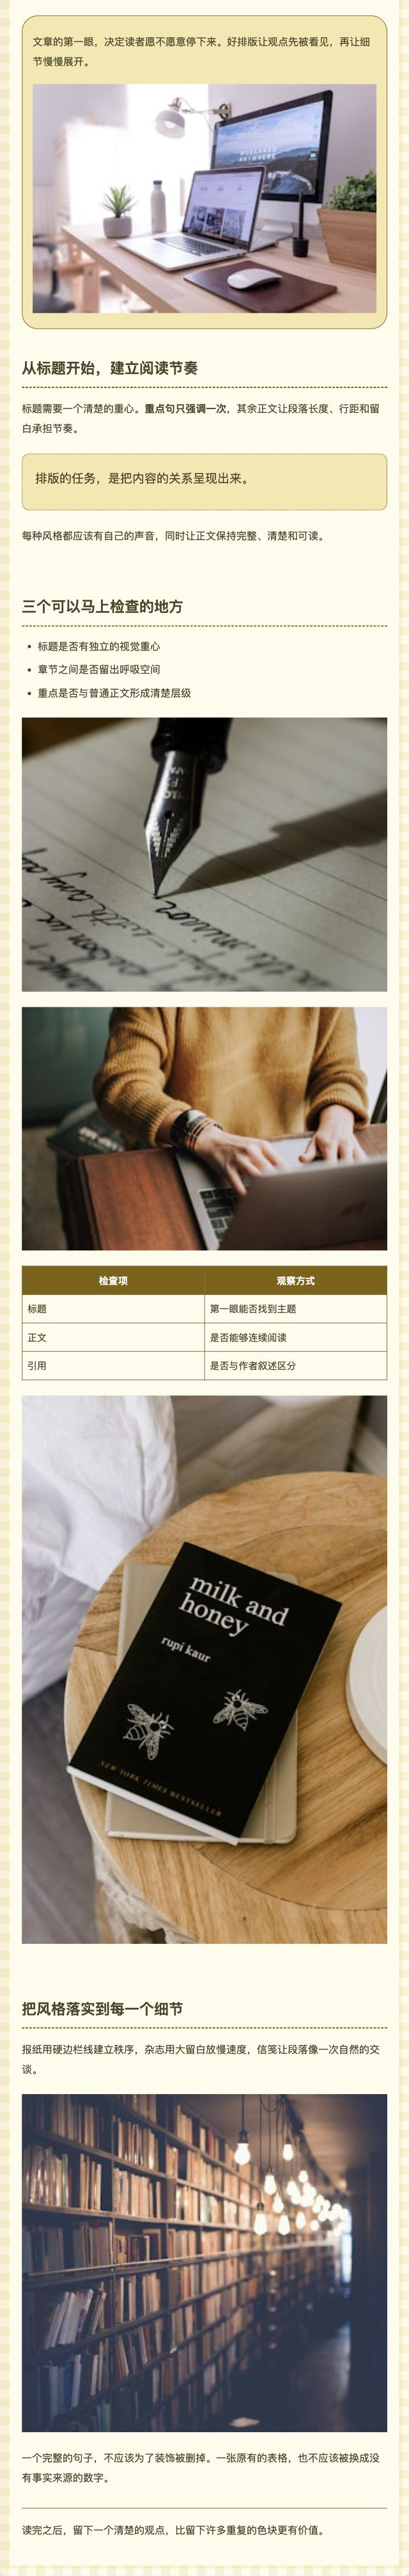 文章的第一眼，决定读者愿不愿意停下来。好排版让观点先被看见，再让细
节慢慢展开。
WORK HARD
ANYWHERE
从标题开始，建立阅读节奏
标题需要一个清楚的重心。重点句只强调一次，其余正文让段落长度、行距和留
白承担节奏。
排版的任务，是把内容的关系呈现出来。
每种风格都应该有自己的声音，同时让正文保持完整、清楚和可读。
三个可以马上检查的地方
• 标题是否有独立的视觉重心
• 章节之间是否留出呼吸空间
• 重点是否与普通正文形成清楚层级
检查项 观察方式
标题 第一眼能否找到主题
正文 是否能够连续阅读
引用 是否与作者叙述区分
milk and
honey
rupi kaur
NEW YORK TIMES BESTSELLER
把风格落实到每一个细节
报纸用硬边栏线建立秩序，杂志用大留白放慢速度，信笺让段落像一次自然的交
谈。
一个完整的句子，不应该为了装饰被删掉。一张原有的表格，也不应该被换成没
有事实来源的数字。
读完之后，留下一个清楚的观点，比留下许多重复的色块更有价值。